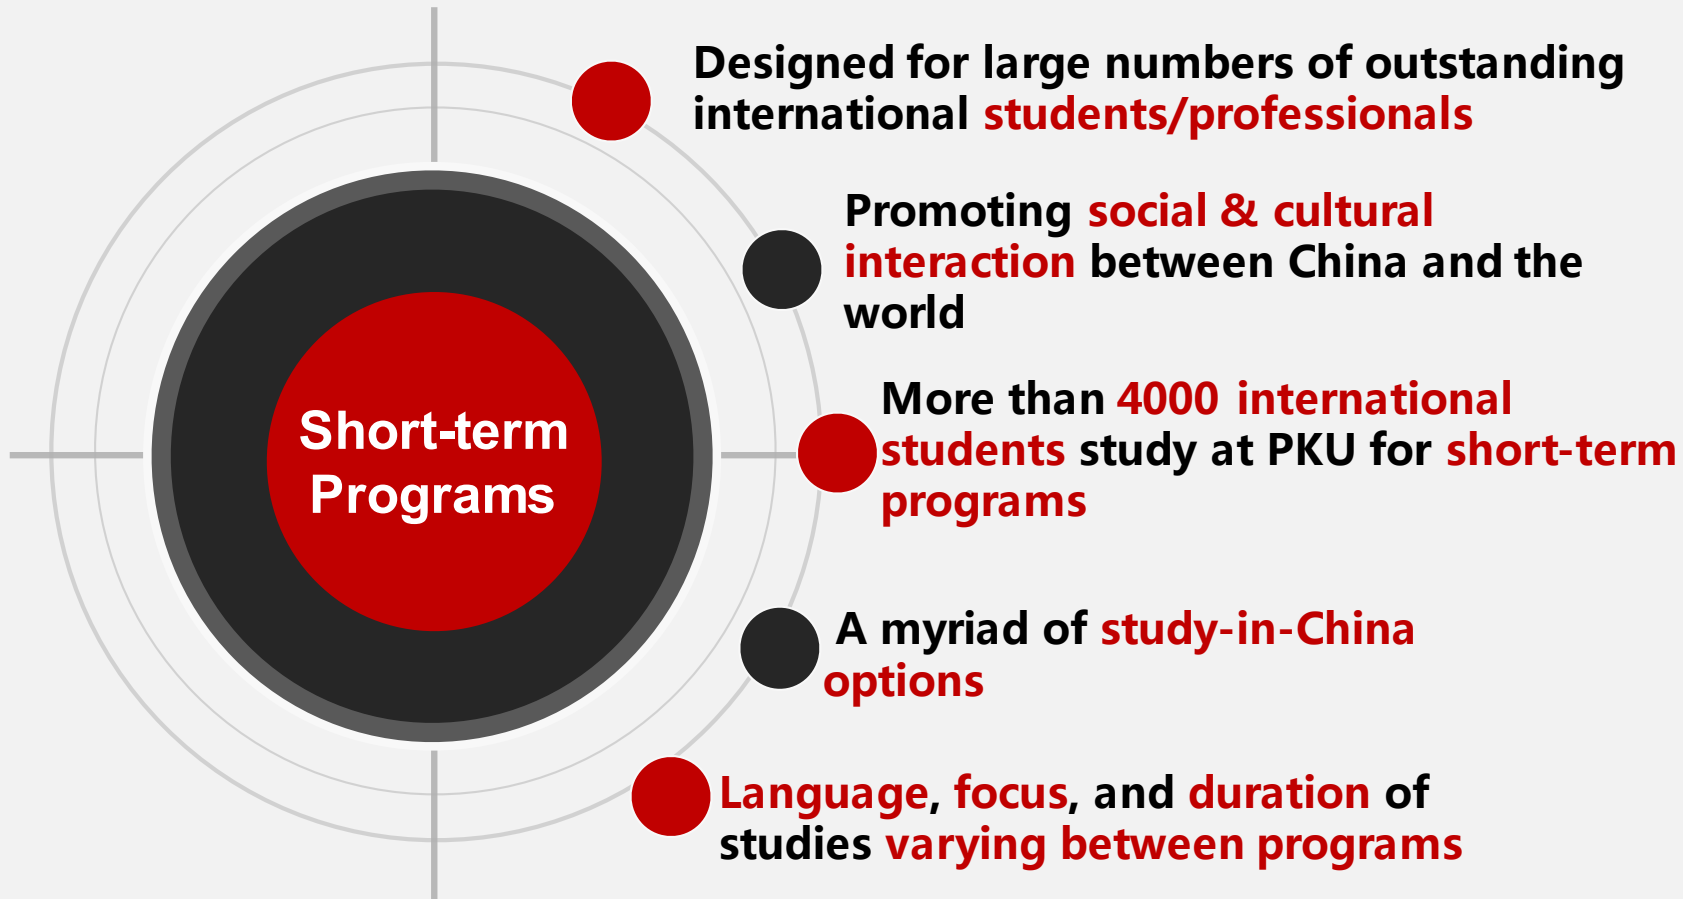 Short-term
Programs
Designed for large numbers of outstanding
international students/professionals
Promoting social & cultural
interaction between China and the
world
More than 4000 international
students study at PKU for short-term
programs
A myriad of study-in-China
options
Language, focus, and duration of
studies varying between programs